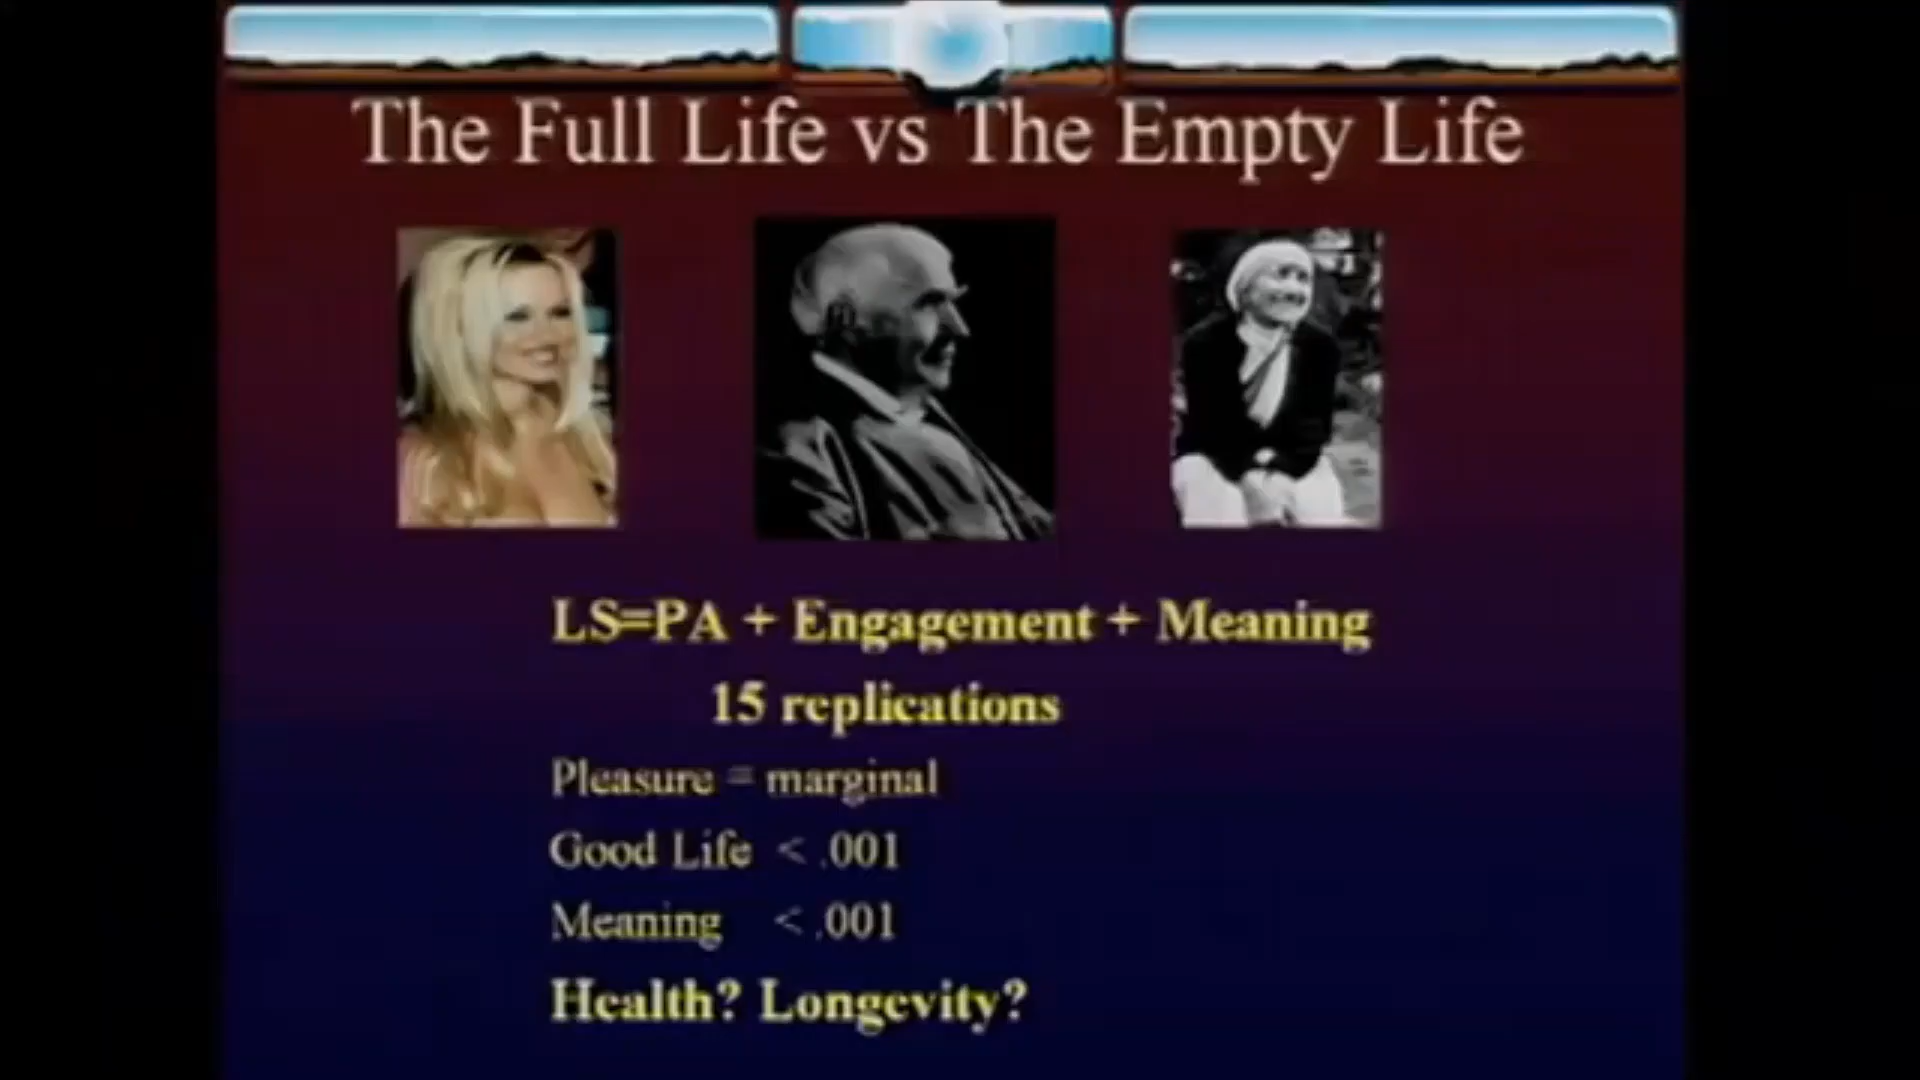 The Full Life vs The Empty Life
LS=PA + Engagement + Meaning
15 replications
Pleasure = marginal
Good Life < .001
Meaning < .001
Health? Longevity?